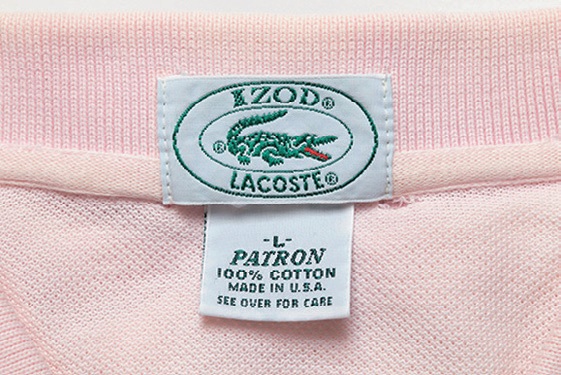 IZOD®
®
LACOSTE®
-L-
PATRON
100% COTTON
MADE IN U.S.A.
SEE OVER FOR CARE